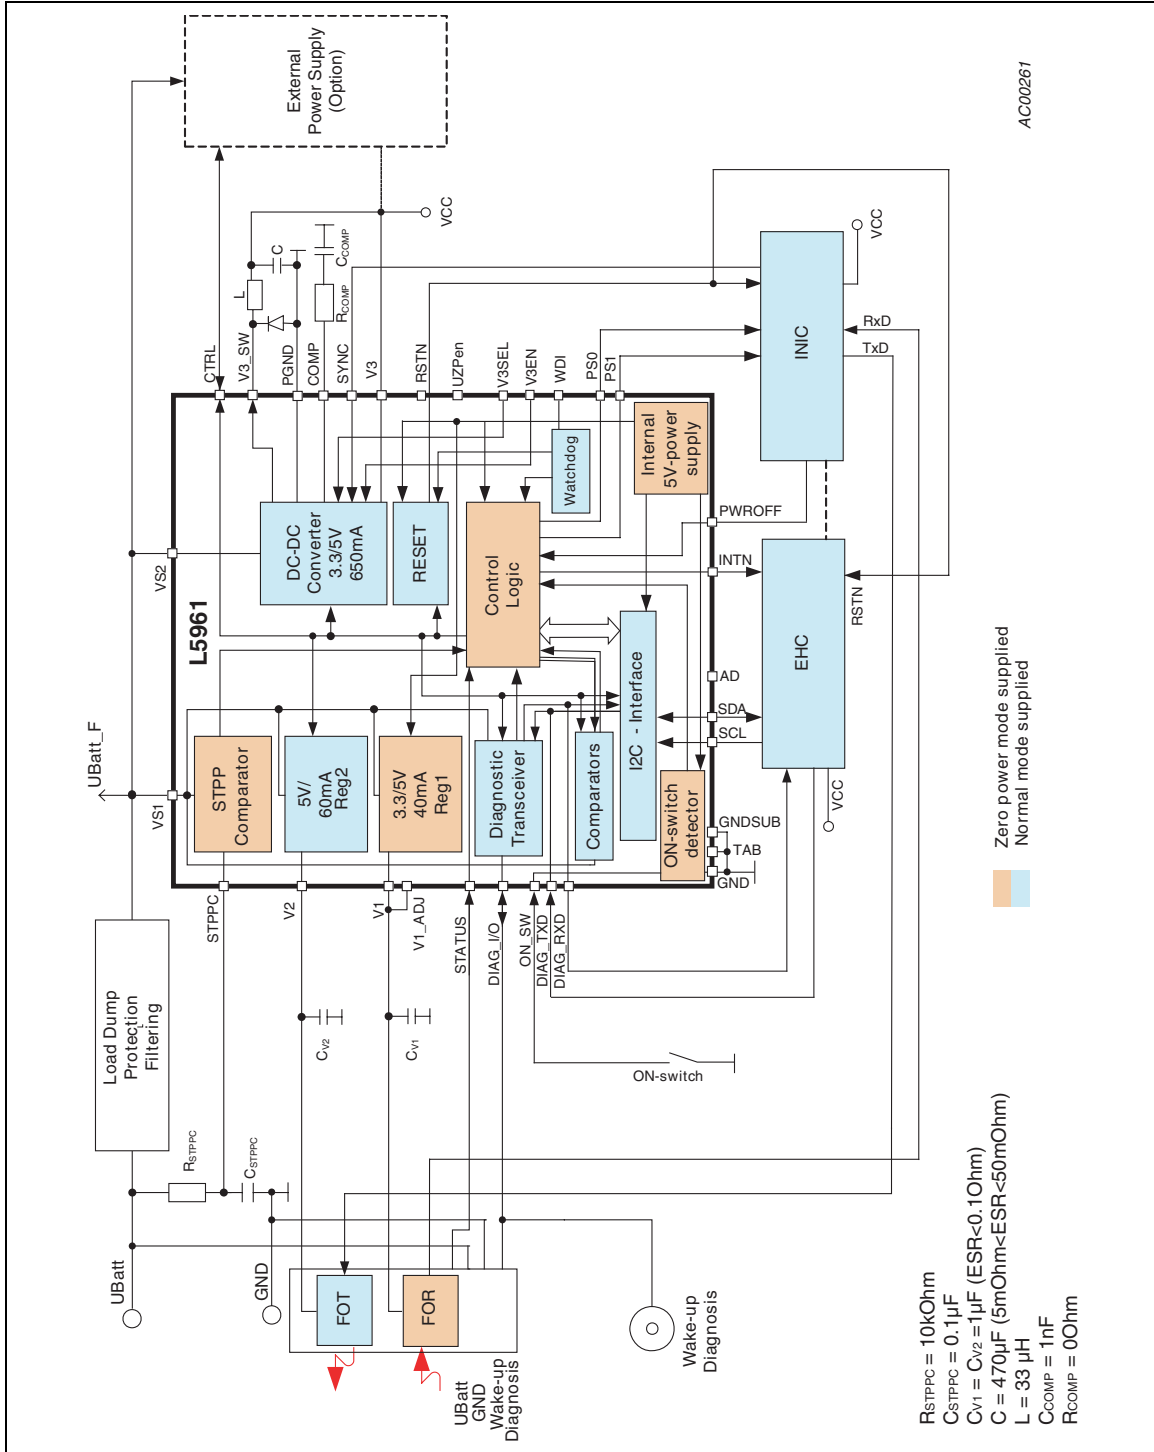 UBatt
GND
RSTPPC
CSTPPC
Load Dump
Protection
Filtering
L
UBatt_F
VS1
VS2
External
Power Supply
(Option)
L5961
STPPC
V2
V1
V1_ADJ
STATUS
DIAG_I/O
ON_SW
DIAG_TXD
DIAG_RXD
CV2
CV1
ON-switch
FOT
FOR
UBatt
GND
Wake-up
Diagnosis
Wake-up
Diagnosis
STPP
Comparator
5V/
60mA
Reg2
3.3/5V
40mA
Reg1
Diagnostic
Transceiver
Comparators
I2C - Interface
ON-switch
detector
DC-DC
Converter
3.3/5V
650mA
RESET
Control
Logic
Watchdog
Internal
5V-power
supply
CTRL
V3_SW
PGND
COMP
SYNC
V3
RSTN
UZPen
V3SEL
V3EN
WDI
PS0
PS1
L
C
RCOMP
CCOMP
VCC
GND
TAB
GNDSUB
SCL
SDA
AD
INTN
PWROFF
EHC
VCC
RSTN
INIC
TxD
RxD
VCC
Zero power mode supplied
Normal mode supplied
AC00261
RSTPPC = 10kOhm
CSTPPC = 0.1µF
CV1 = CV2 =1µF (ESR<0.1Ohm)
C = 470µF (5mOhm<ESR<50mOhm)
L = 33 µH
CCOMP = 1nF
RCOMP = 0Ohm